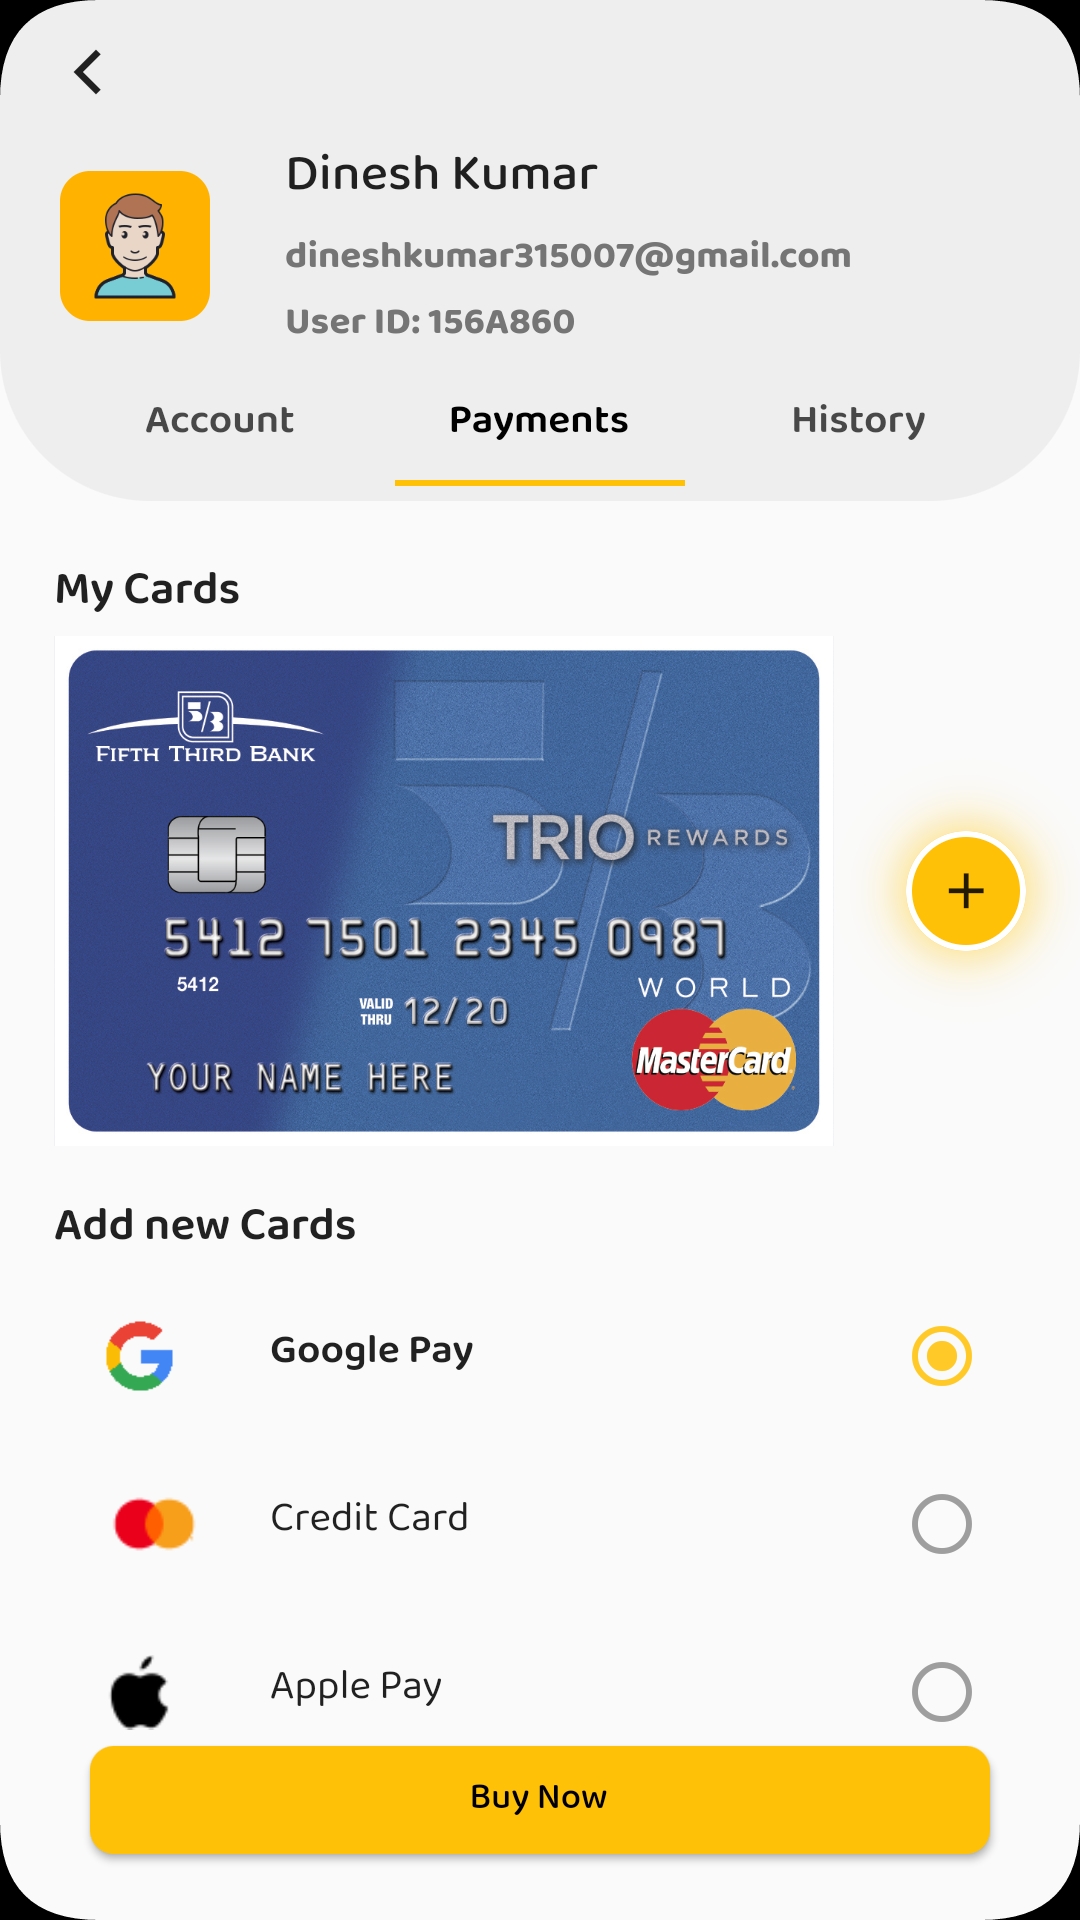 Dinesh Kumar
dineshkumar315007@gmail.com
User ID: 156A860
Account Payments History
My Cards
5/3
FIFTH THIRD BANK
TRIO REWARDS
5412 7501 2345 0987
5412
WORLD
VALID THRU 12/20
MasterCard
YOUR NAME HERE
Add new Cards
Google Pay
Credit Card
Apple Pay
Buy Now